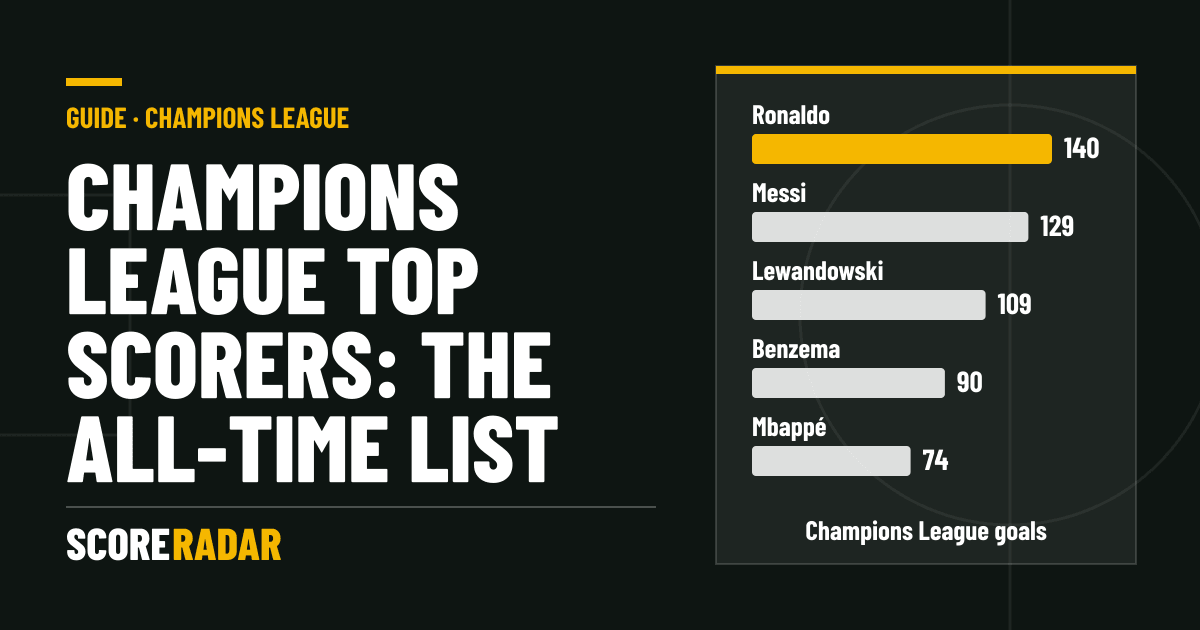 GUIDE · CHAMPIONS LEAGUE
CHAMPIONS
LEAGUE TOP
SCORERS: THE
ALL-TIME LIST
SCORERADAR
Ronaldo
140
Messi
129
Lewandowski
109
Benzema
90
Mbappé
74
Champions League goals